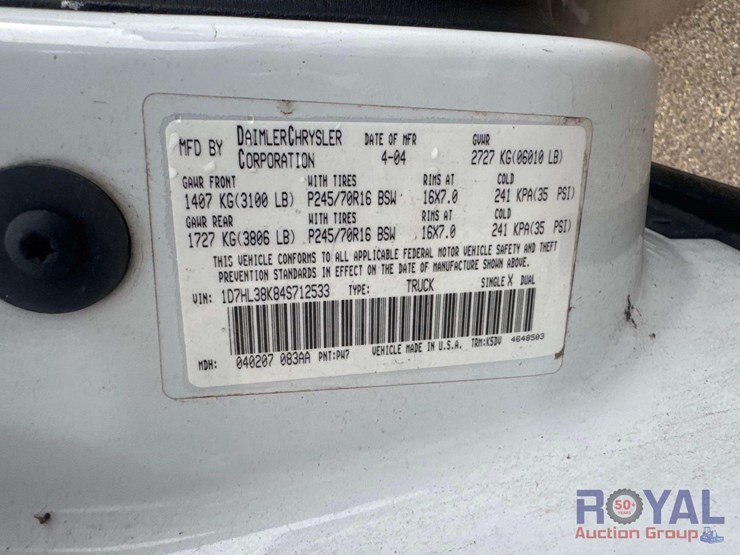 MFD BY DAIMLERCHRYSLER CORPORATION DATE OF MFR 4-04 GVWR 2727 KG(06010 LB)
GAWR FRONT WITH TIRES RIMS AT COLD
1407 KG(3100 LB) P245/70R16 BSW 16X7.0 241 KPA(35 PSI)
GAWR REAR WITH TIRES RIMS AT COLD
1727 KG(3806 LB) P245/70R16 BSW 16X7.0 241 KPA(35 PSI)
THIS VEHICLE CONFORMS TO ALL APPLICABLE FEDERAL MOTOR VEHICLE SAFETY AND THEFT
PREVENTION STANDARDS IN EFFECT ON THE DATE OF MANUFACTURE SHOWN ABOVE.
VIN: 1D7HL38K84S712533 TYPE: TRUCK SINGLE X DUAL
MDH: 040207 083AA PNT:PW7 VEHICLE MADE IN U.S.A. TRM:K5DV 4648503
ROYAL
50+
YEARS
Auction Group